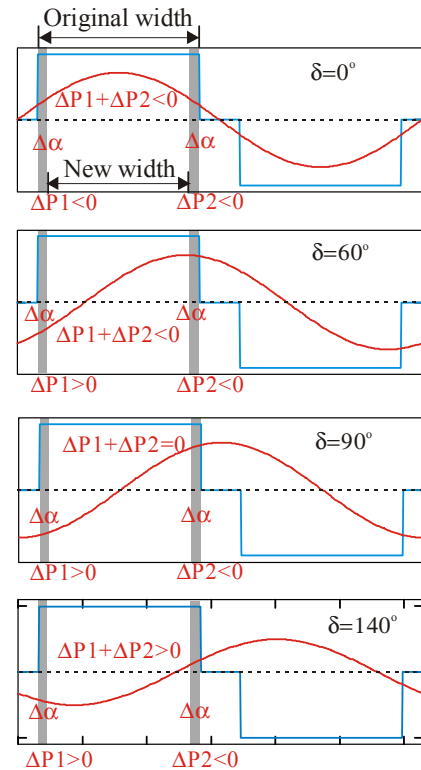 Original width
δ=0°
ΔP1+ΔP2<0
Δα Δα
New width
ΔP1<0 ΔP2<0
δ=60°
Δα Δα
ΔP1+ΔP2<0
ΔP1>0 ΔP2<0
ΔP1+ΔP2=0 δ=90°
Δα Δα
ΔP1>0 ΔP2<0
δ=140°
ΔP1+ΔP2>0
Δα Δα
ΔP1>0 ΔP2<0